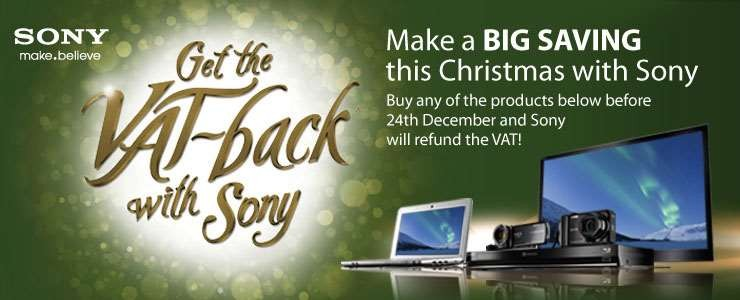 SONY
make.believe
Get the
VAT-back
with Sony
Make a BIG SAVING
this Christmas with Sony
Buy any of the products below before
24th December and Sony
will refund the VAT!